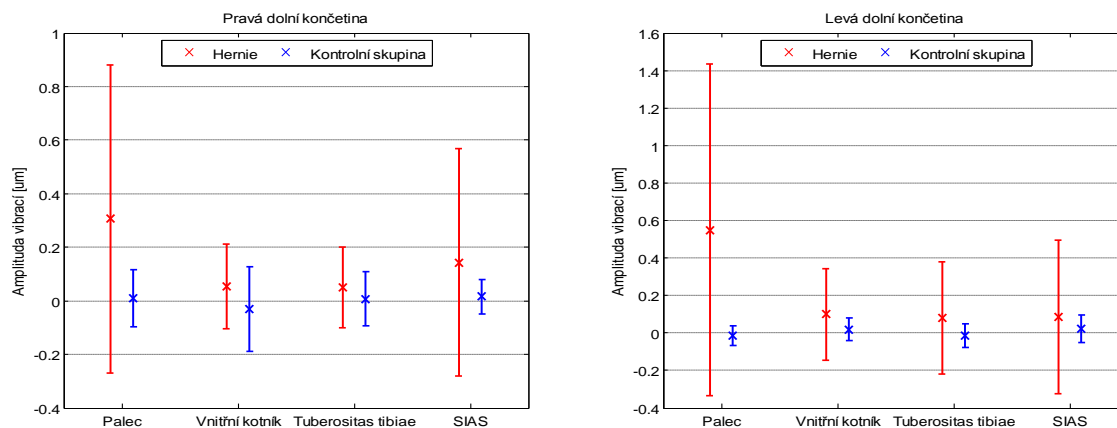 Pravá dolní končetina
Hernie
Kontrolní skupina
Amplituda vibrací [um]
1
0.8
0.6
0.4
0.2
0
-0.2
-0.4
Palec
Vnitřní kotník
Tuberositas tibiae
SIAS
Levá dolní končetina
Hernie
Kontrolní skupina
Amplituda vibrací [um]
1.6
1.4
1.2
1
0.8
0.6
0.4
0.2
0
-0.2
-0.4
Palec
Vnitřní kotník
Tuberositas tibiae
SIAS